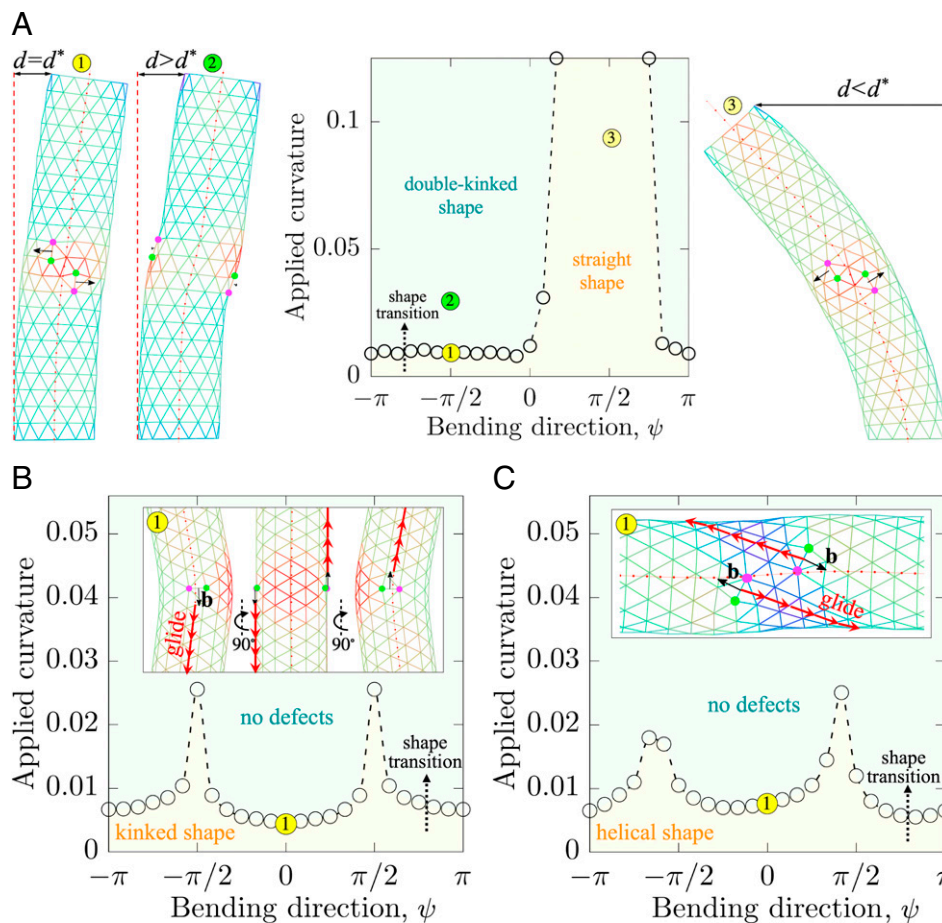 A
d=d*
1
d>d*
2
3
d<d*
Applied curvature
0.1
0.05
0
double-kinked
shape
3
straight
shape
2
shape
transition
1
−π
−π/2
0
π/2
π
Bending direction, ψ
B
Applied curvature
0.05
0.04
0.03
0.02
0.01
0
1
b
glide
90°
90°
no defects
shape
transition
kinked shape
1
−π
−π/2
0
π/2
π
Bending direction, ψ
C
Applied curvature
0.05
0.04
0.03
0.02
0.01
0
1
b
b
glide
no defects
shape
transition
helical shape
1
−π
−π/2
0
π/2
π
Bending direction, ψ